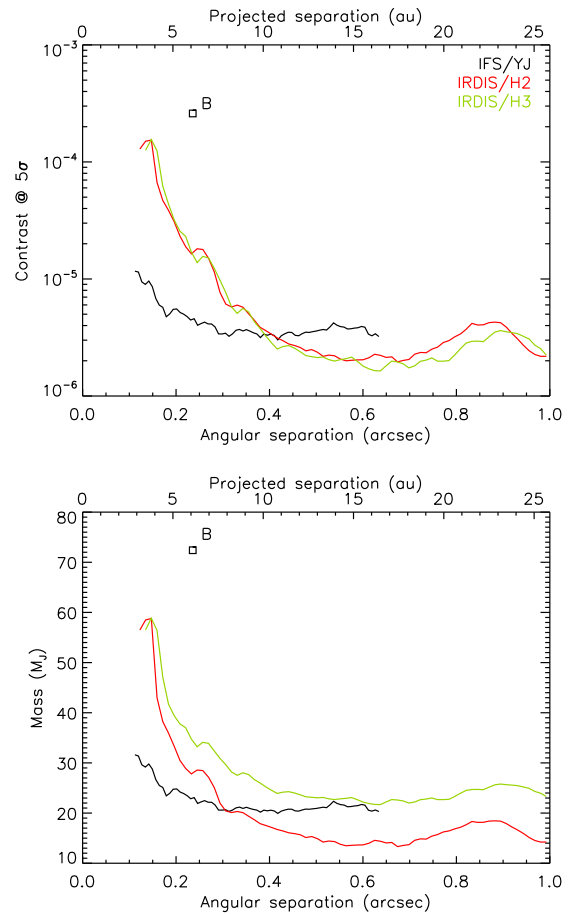 Projected separation (au)
0 5 10 15 20 25
10⁻³
10⁻⁴
10⁻⁵
10⁻⁶
Contrast @ 5σ
IFS/YJ
IRDIS/H2
IRDIS/H3
B
0.0 0.2 0.4 0.6 0.8 1.0
Angular separation (arcsec)
Projected separation (au)
0 5 10 15 20 25
80
70
60
50
40
30
20
10
Mass (M_J)
B
0.0 0.2 0.4 0.6 0.8 1.0
Angular separation (arcsec)